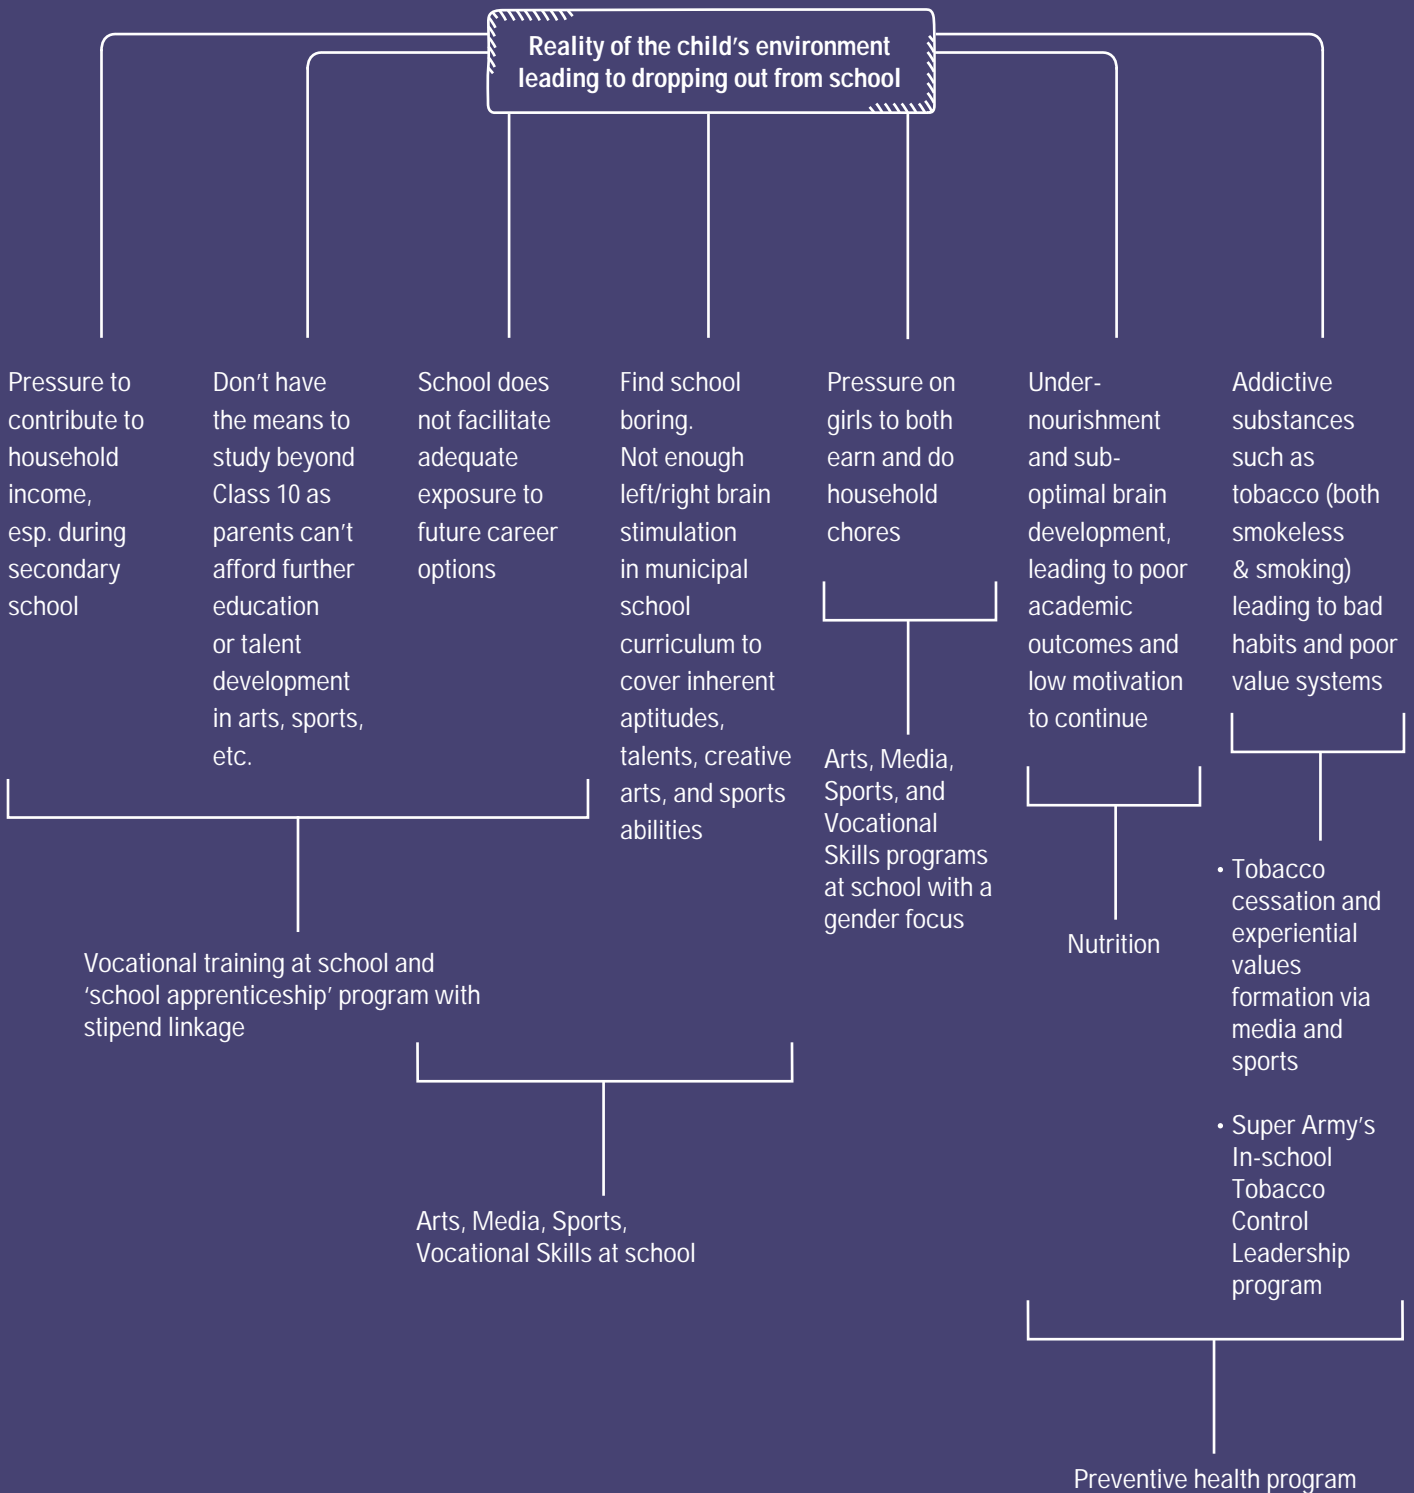 Reality of the child's environment
leading to dropping out from school
Pressure to
contribute to
household
income,
esp. during
secondary
school
Don't have
the means to
study beyond
Class 10 as
parents can't
afford further
education
or talent
development
in arts, sports,
etc.
School does
not facilitate
adequate
exposure to
future career
options
Find school
boring.
Not enough
left/right brain
stimulation
in municipal
school
curriculum to
cover inherent
aptitudes,
talents, creative
arts, and sports
abilities
Pressure on
girls to both
earn and do
household
chores
Under-
nourishment
and sub-
optimal brain
development,
leading to poor
academic
outcomes and
low motivation
to continue
Addictive
substances
such as
tobacco (both
smokeless
& smoking)
leading to bad
habits and poor
value systems
Vocational training at school and
‘school apprenticeship’ program with
stipend linkage
Arts, Media, Sports,
Vocational Skills at school
Arts, Media,
Sports, and
Vocational
Skills programs
at school with a
gender focus
Nutrition
• Tobacco
cessation and
experiential
values
formation via
media and
sports
• Super Army's
In-school
Tobacco
Control
Leadership
program
Preventive health program